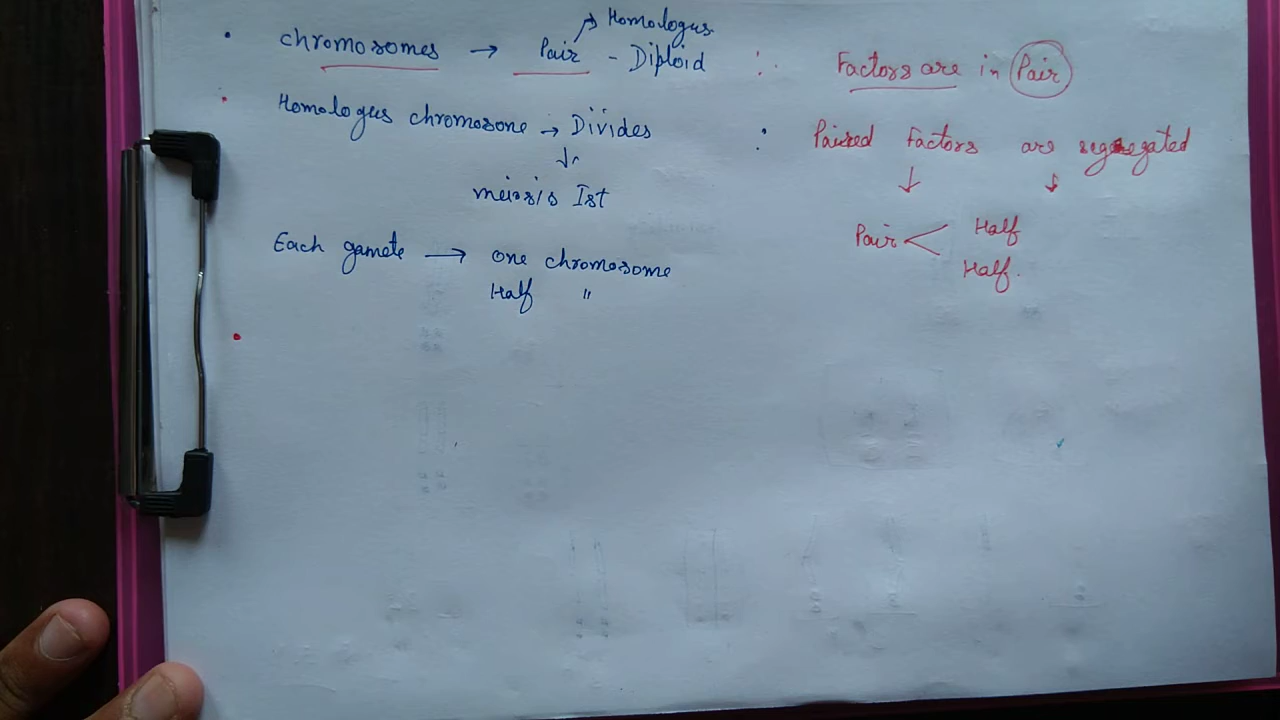 Homologus
• chromosomes → Pair - Diploid ∴ Factors are in Pair
• Homologus chromosone → Divides : Paired Factors are segregated
↓ ↓ ↓
meiosis Ist
Each gamete → one chromosome Pair < Half
Half " Half.
•